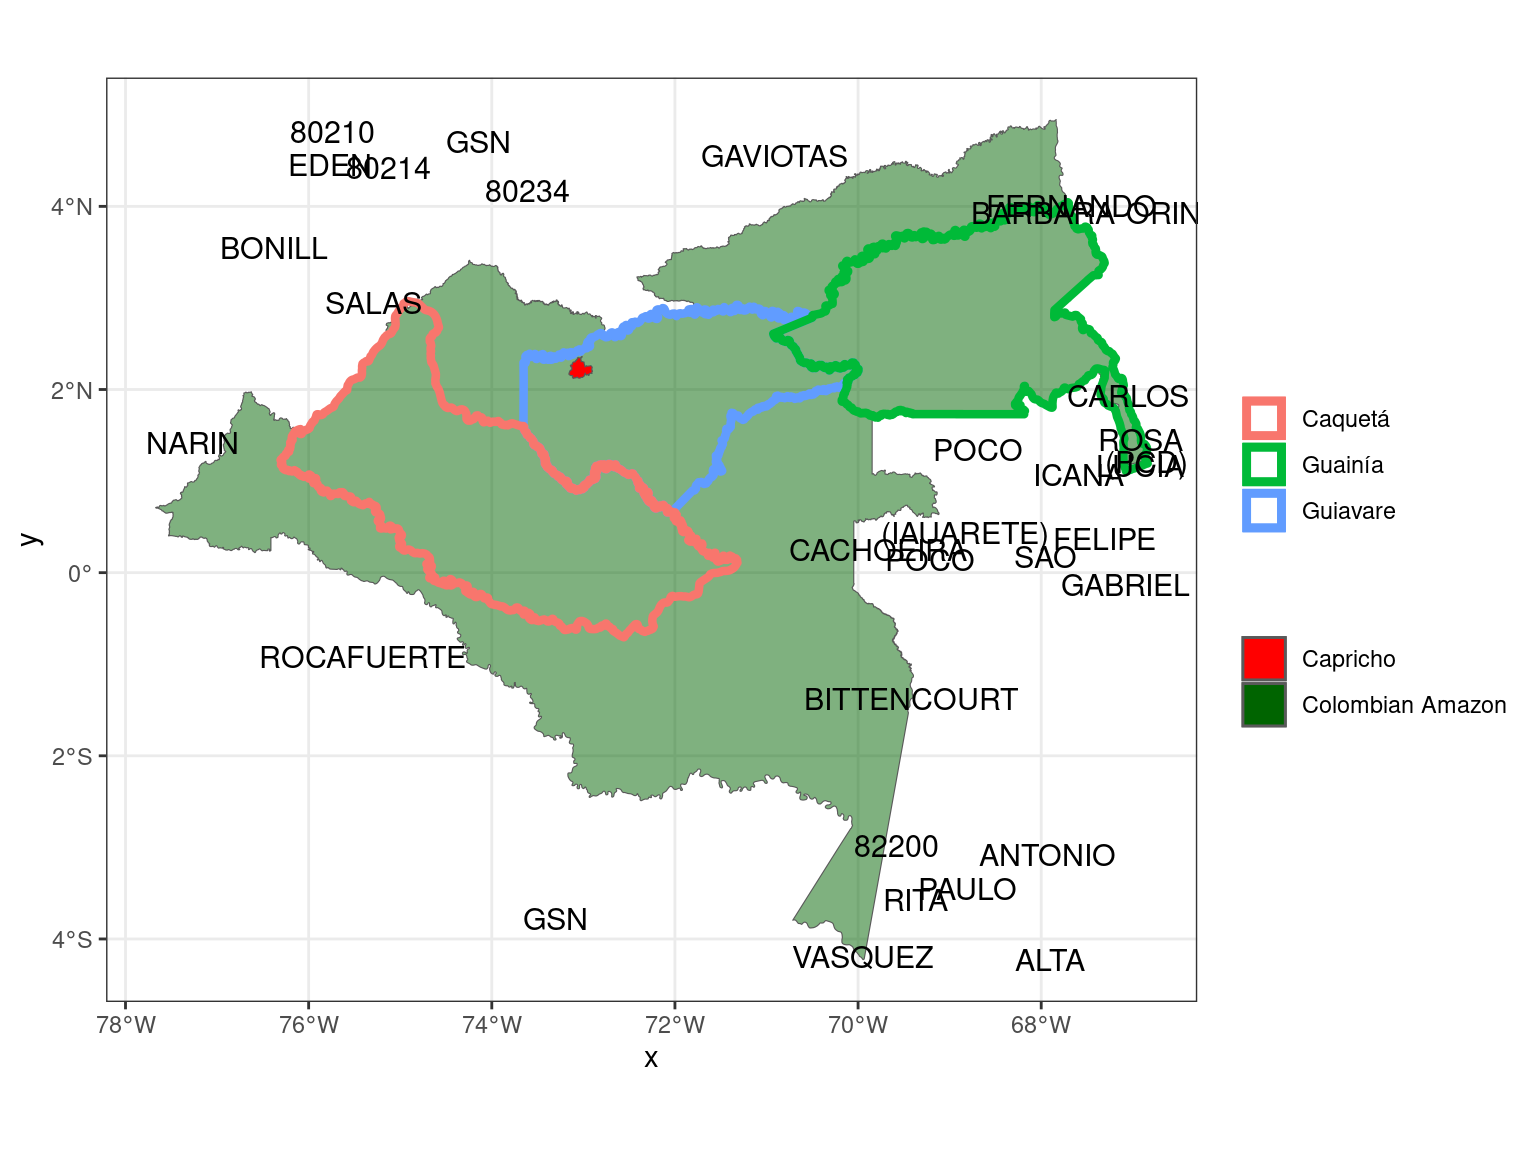 80210
GSN
EDEN
80214
GAVIOTAS
80234
4°N
FERNANDO
BARBARA ORIN
BONILL
SALAS
2°N
CARLOS
NARIN
POCO
ROSA
(PCD)
LUCIA
ICANA
Caquetá
Guainía
Guiavare
(IAUARETE)
FELIPE
CACHOEIRA
POCO
SAO
y
0°
GABRIEL
ROCAFUERTE
Capricho
Colombian Amazon
BITTENCOURT
2°S
82200
ANTONIO
PAULO
RITA
GSN
4°S
VASQUEZ
ALTA
78°W 76°W 74°W 72°W 70°W 68°W
x